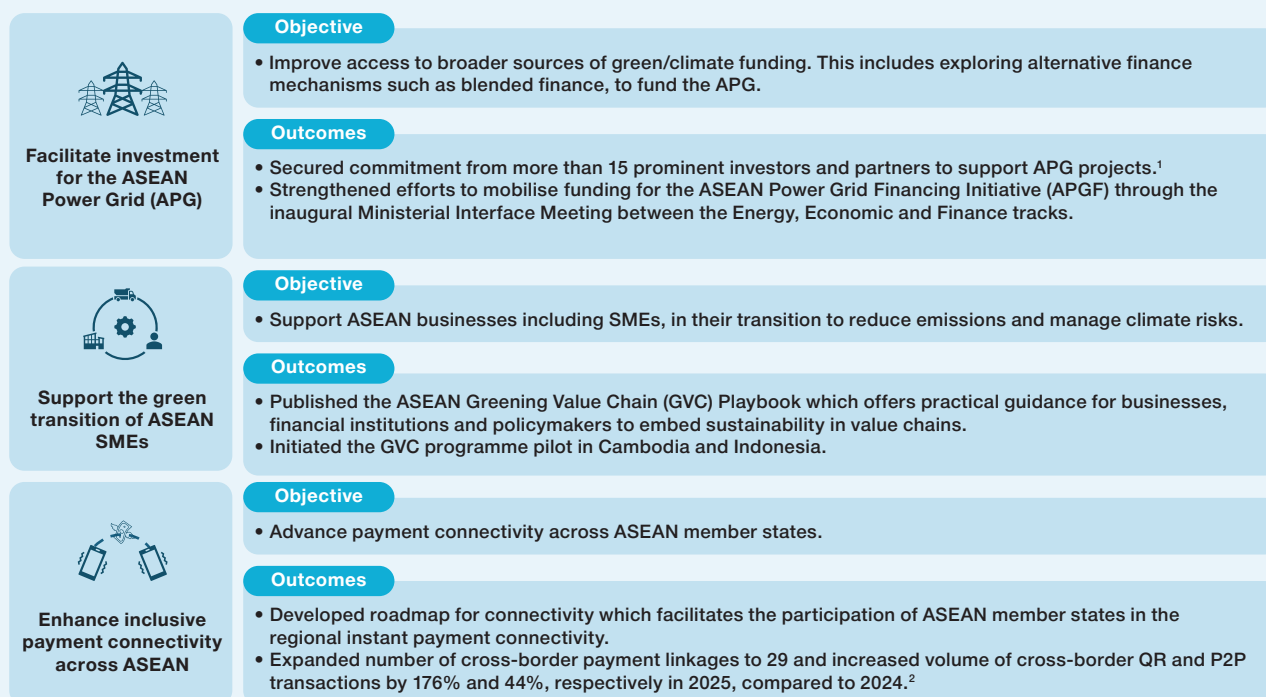 Facilitate investment
for the ASEAN
Power Grid (APG)
Objective
• Improve access to broader sources of green/climate funding. This includes exploring alternative finance
mechanisms such as blended finance, to fund the APG.
Outcomes
• Secured commitment from more than 15 prominent investors and partners to support APG projects.¹
• Strengthened efforts to mobilise funding for the ASEAN Power Grid Financing Initiative (APGF) through the
inaugural Ministerial Interface Meeting between the Energy, Economic and Finance tracks.
Support the green
transition of ASEAN
SMEs
Objective
• Support ASEAN businesses including SMEs, in their transition to reduce emissions and manage climate risks.
Outcomes
• Published the ASEAN Greening Value Chain (GVC) Playbook which offers practical guidance for businesses,
financial institutions and policymakers to embed sustainability in value chains.
• Initiated the GVC programme pilot in Cambodia and Indonesia.
Enhance inclusive
payment connectivity
across ASEAN
Objective
• Advance payment connectivity across ASEAN member states.
Outcomes
• Developed roadmap for connectivity which facilitates the participation of ASEAN member states in the
regional instant payment connectivity.
• Expanded number of cross-border payment linkages to 29 and increased volume of cross-border QR and P2P
transactions by 176% and 44%, respectively in 2025, compared to 2024.²